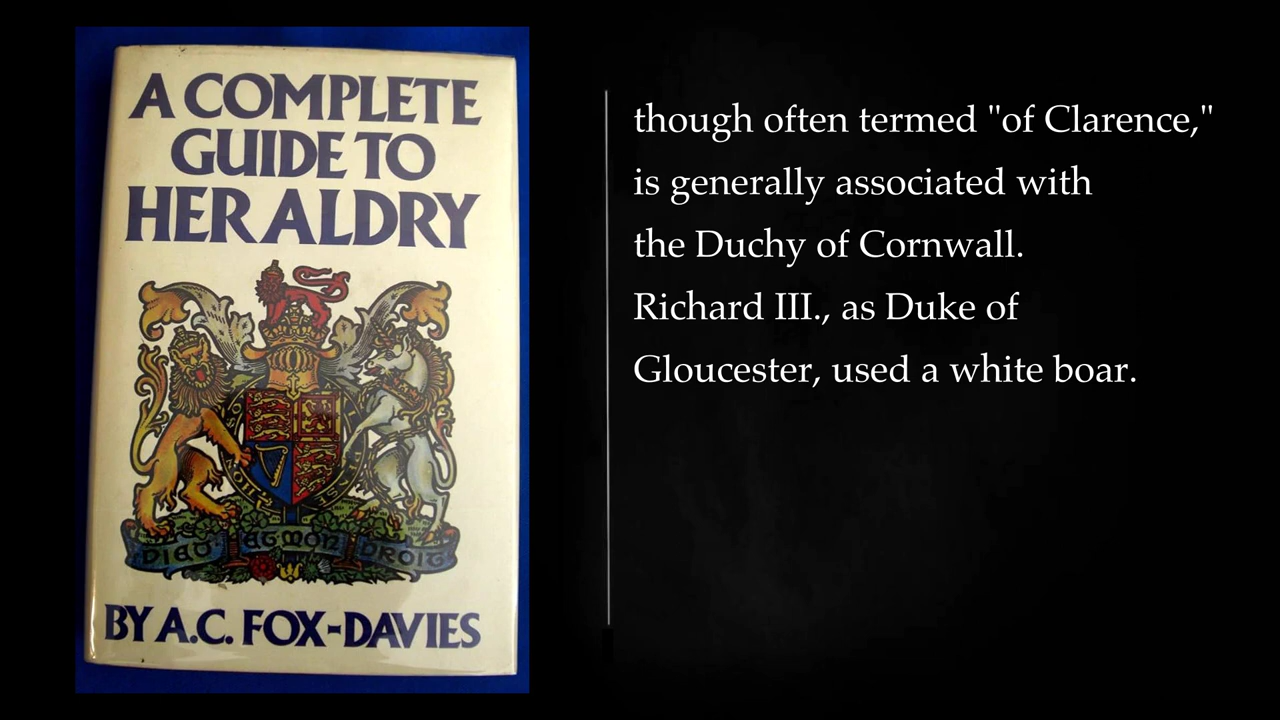 A COMPLETE
GUIDE TO
HERALDRY
DIEU ET MON DROIT
BY A.C. FOX-DAVIES
though often termed "of Clarence,"
is generally associated with
the Duchy of Cornwall.
Richard III., as Duke of
Gloucester, used a white boar.